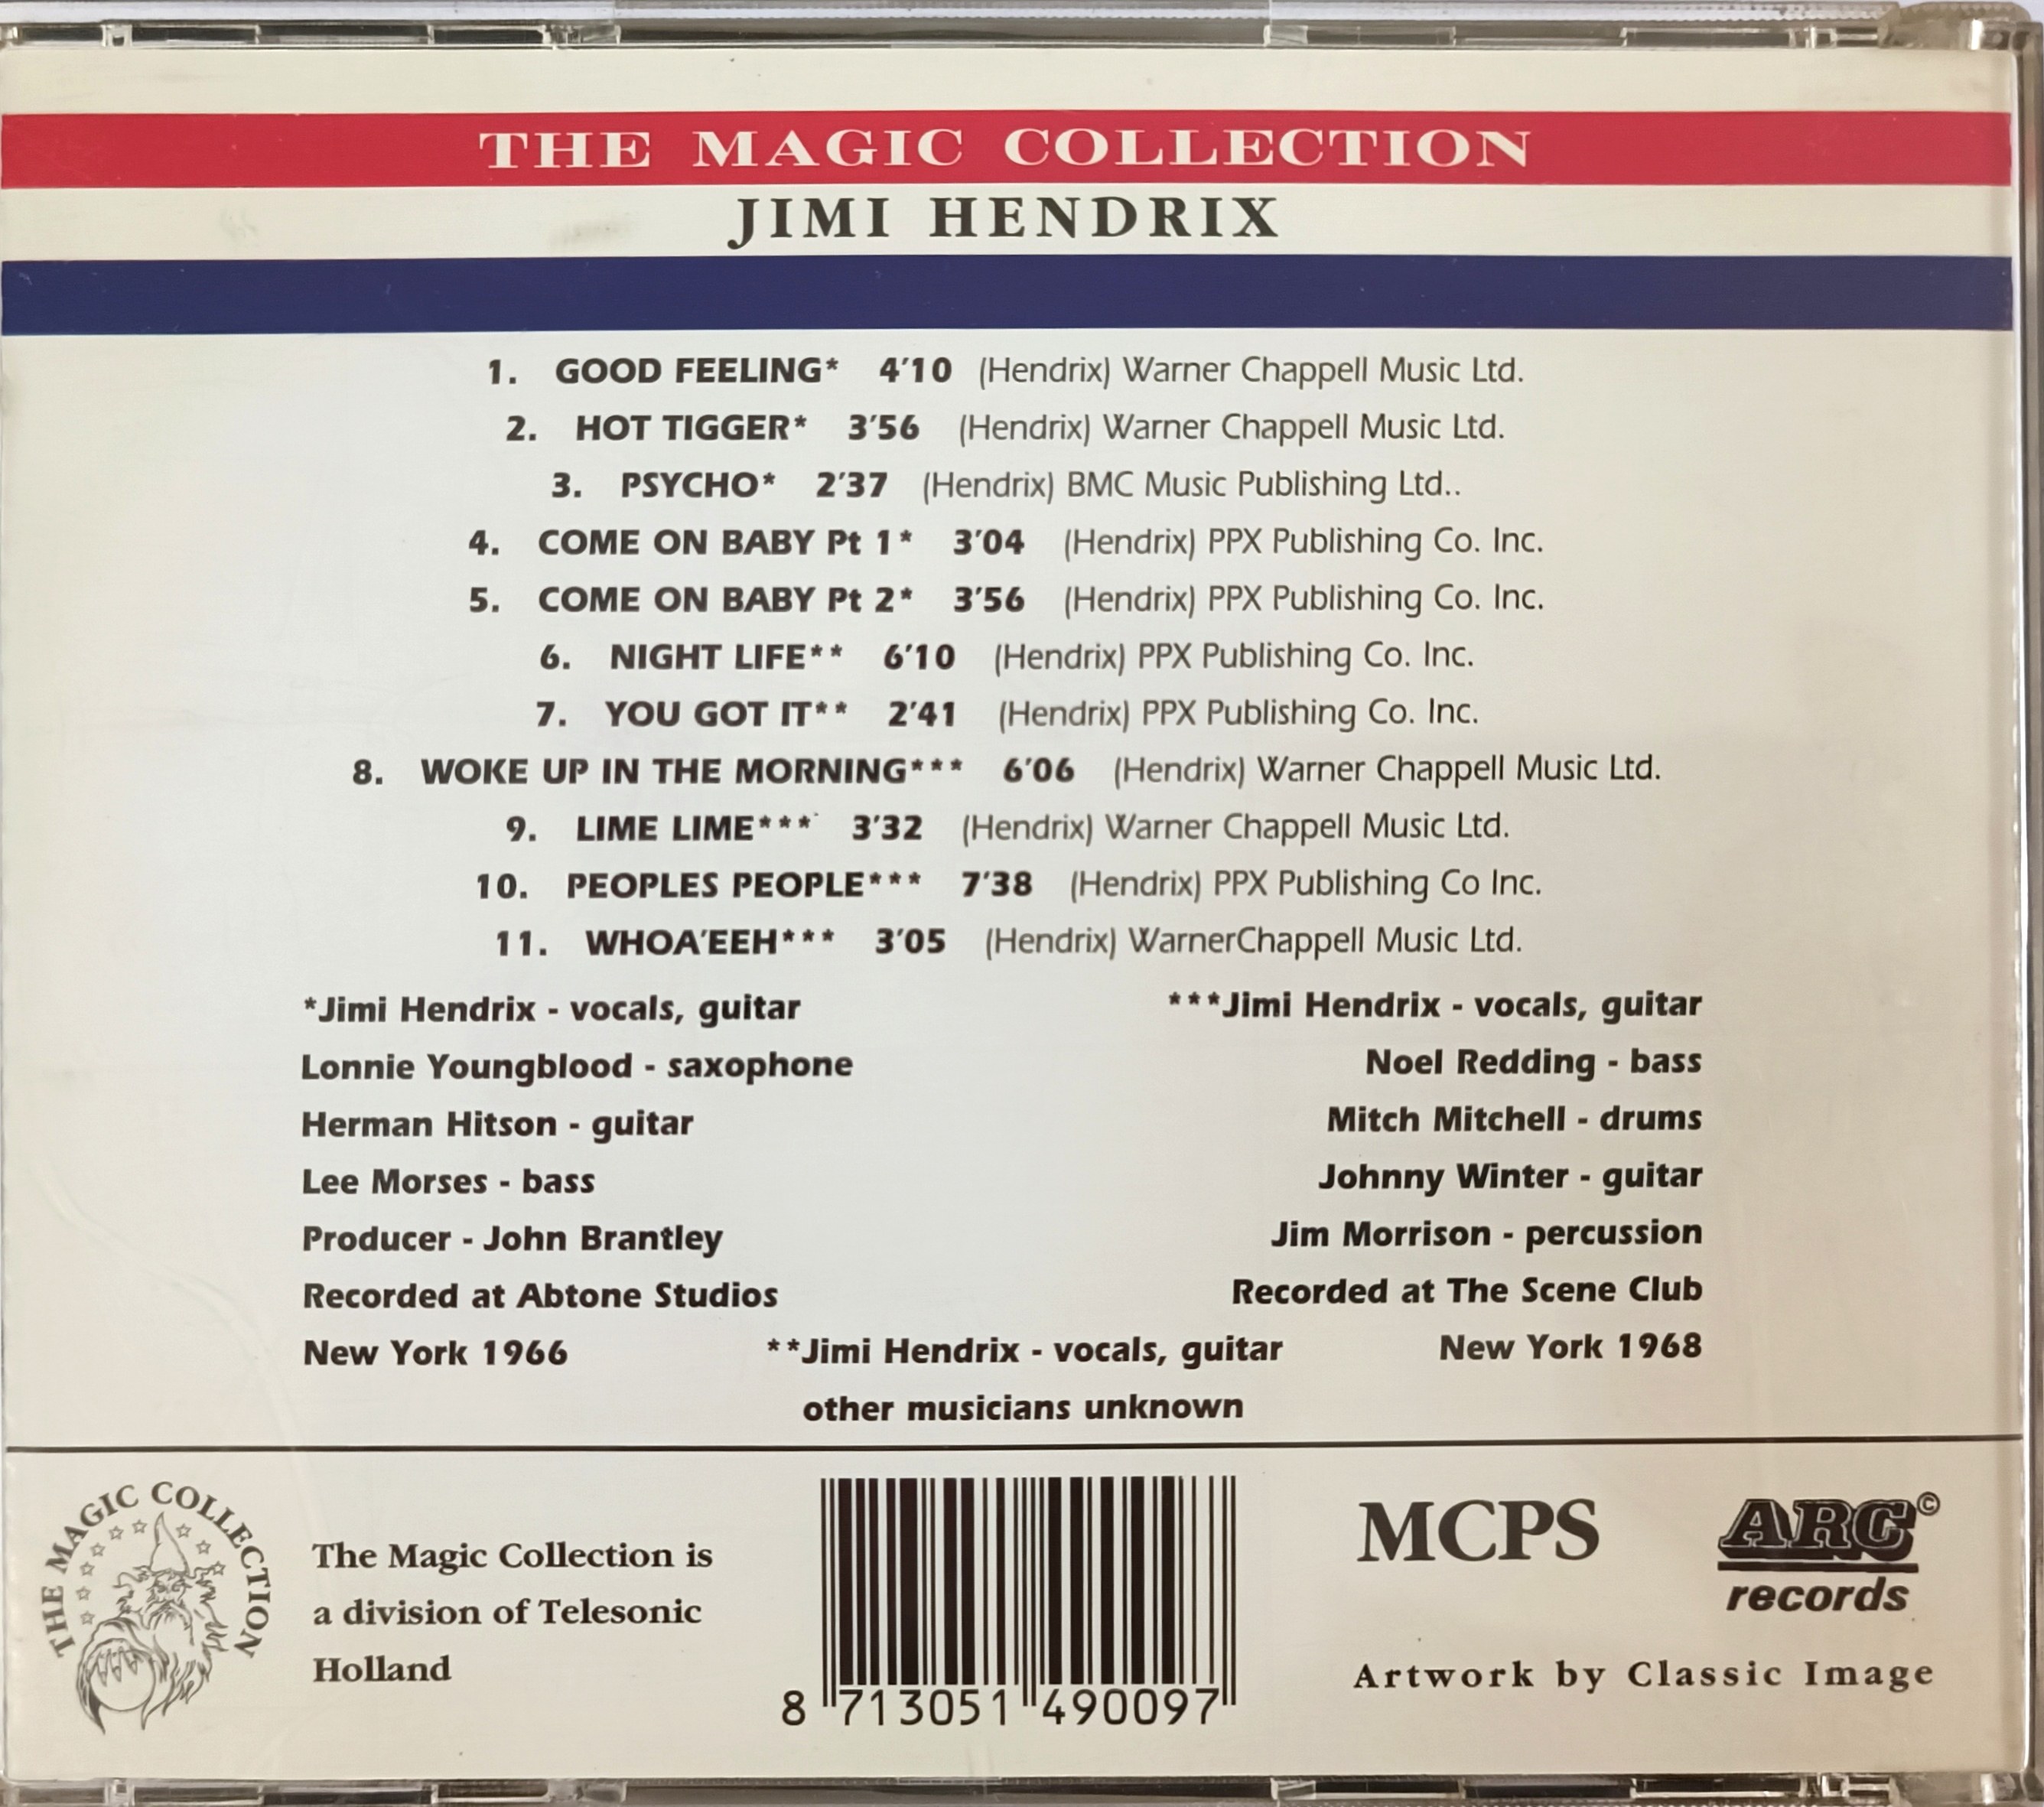 THE MAGIC COLLECTION
JIMI HENDRIX
1. GOOD FEELING* 4'10 (Hendrix) Warner Chappell Music Ltd.
2. HOT TIGGER* 3'56 (Hendrix) Warner Chappell Music Ltd.
3. PSYCHO* 2'37 (Hendrix) BMC Music Publishing Ltd..
4. COME ON BABY Pt 1* 3'04 (Hendrix) PPX Publishing Co. Inc.
5. COME ON BABY Pt 2* 3'56 (Hendrix) PPX Publishing Co. Inc.
6. NIGHT LIFE** 6'10 (Hendrix) PPX Publishing Co. Inc.
7. YOU GOT IT** 2'41 (Hendrix) PPX Publishing Co. Inc.
8. WOKE UP IN THE MORNING*** 6'06 (Hendrix) Warner Chappell Music Ltd.
9. LIME LIME*** 3'32 (Hendrix) Warner Chappell Music Ltd.
10. PEOPLES PEOPLE*** 7'38 (Hendrix) PPX Publishing Co Inc.
11. WHOA'EEH*** 3'05 (Hendrix) WarnerChappell Music Ltd.
*Jimi Hendrix - vocals, guitar
Lonnie Youngblood - saxophone
Herman Hitson - guitar
Lee Morses - bass
Producer - John Brantley
Recorded at Abtone Studios
New York 1966
**Jimi Hendrix - vocals, guitar
other musicians unknown
***Jimi Hendrix - vocals, guitar
Noel Redding - bass
Mitch Mitchell - drums
Johnny Winter - guitar
Jim Morrison - percussion
Recorded at The Scene Club
New York 1968
THE MAGIC COLLECTION
The Magic Collection is
a division of Telesonic
Holland
8 713051 490097
MCPS
ARC©
records
Artwork by Classic Image